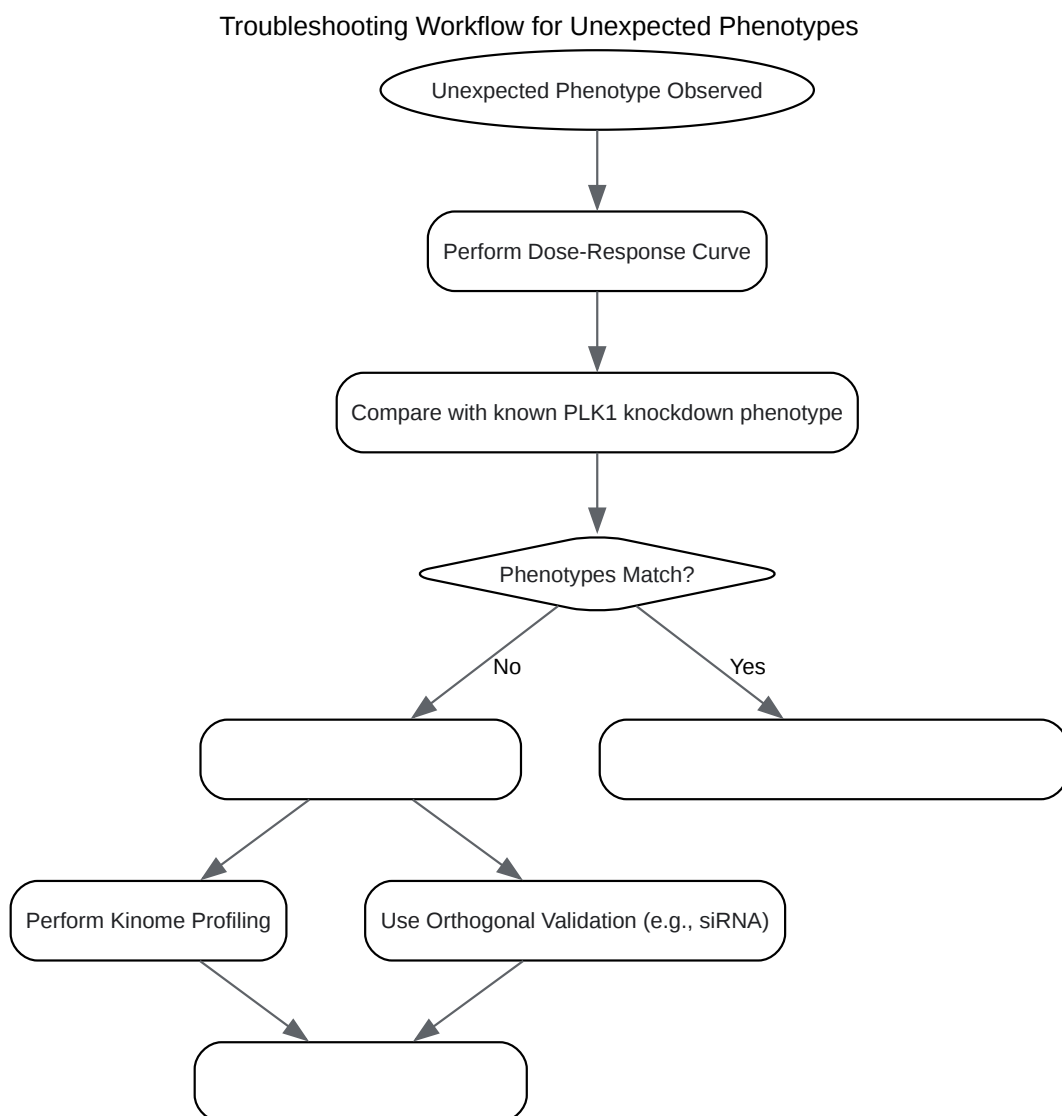 Troubleshooting Workflow for Unexpected Phenotypes
Unexpected Phenotype Observed
Perform Dose-Response Curve
Compare with known PLK1 knockdown phenotype
Phenotypes Match?
No
Yes
Perform Kinome Profiling
Use Orthogonal Validation (e.g., siRNA)